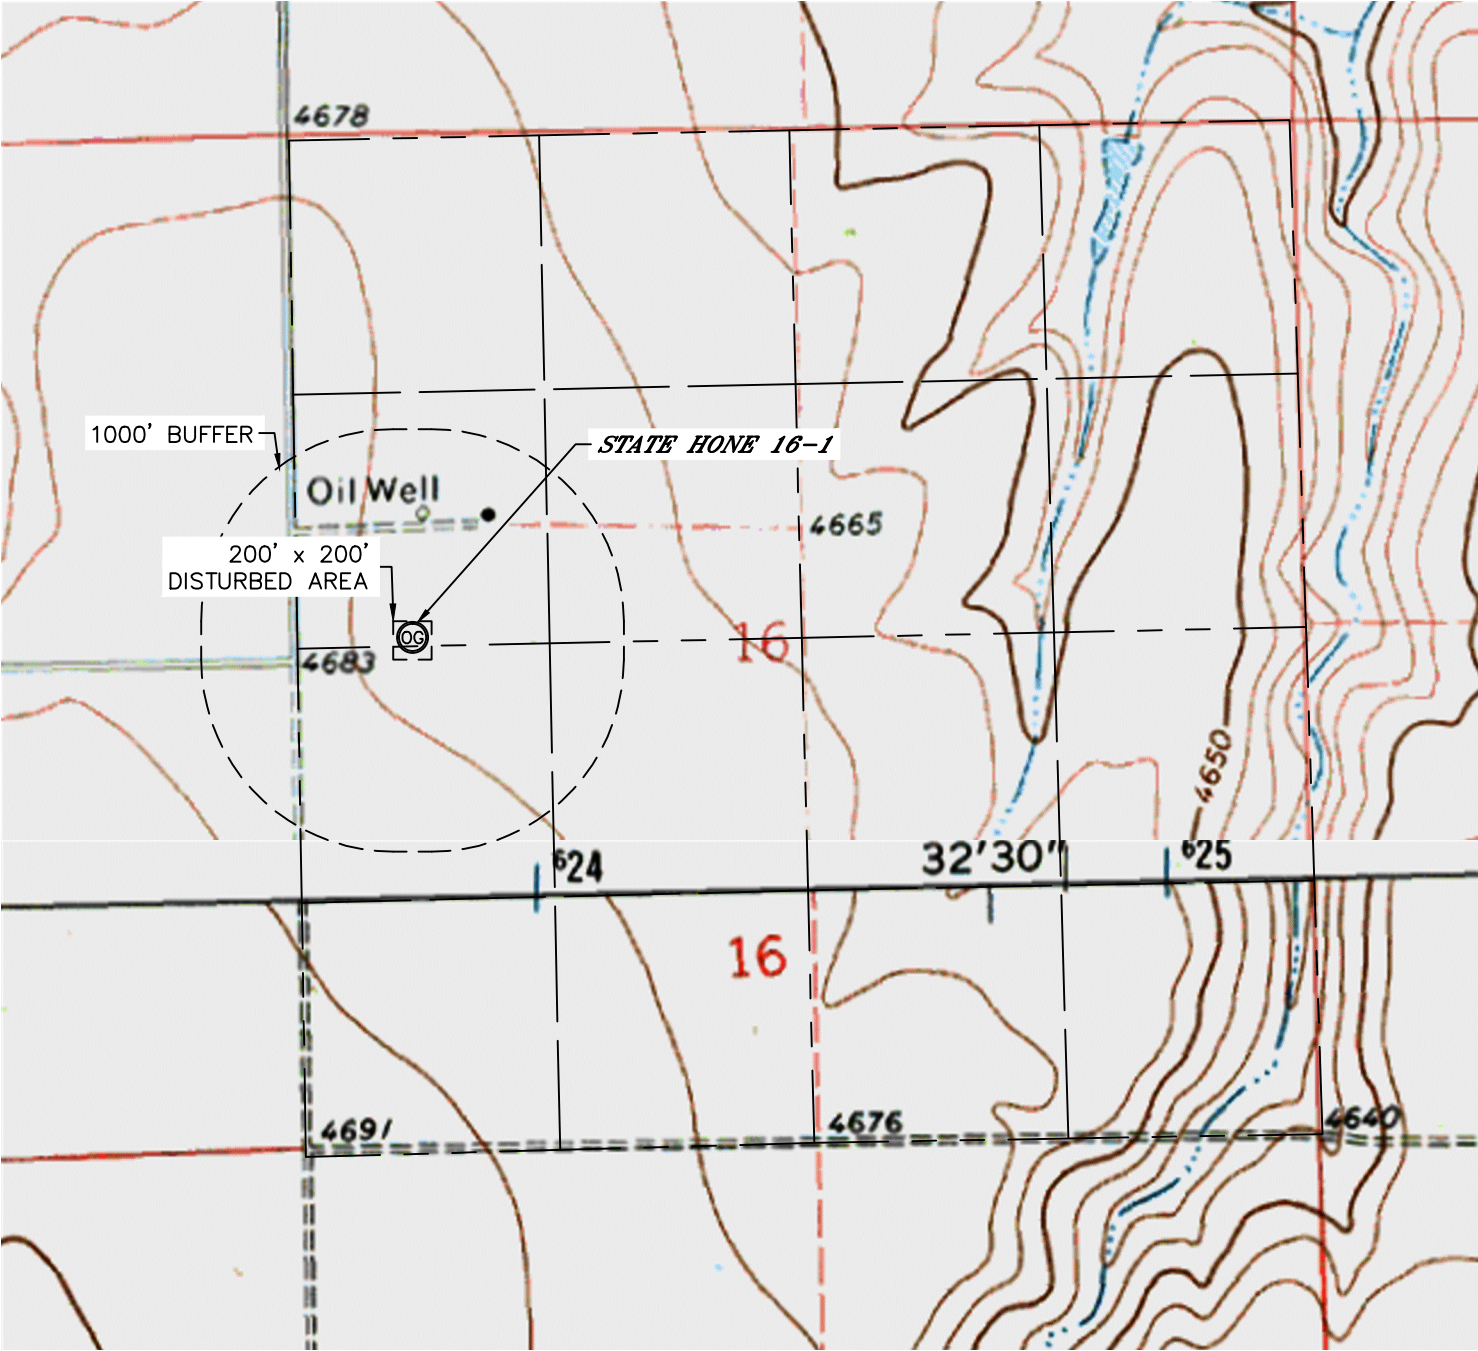 4678
1000' BUFFER
STATE HONE 16-1
Oil Well
4665
200' x 200'
DISTURBED AREA
OG
16
4683
4650
624
32'30"
625
16
4691
4676
4640